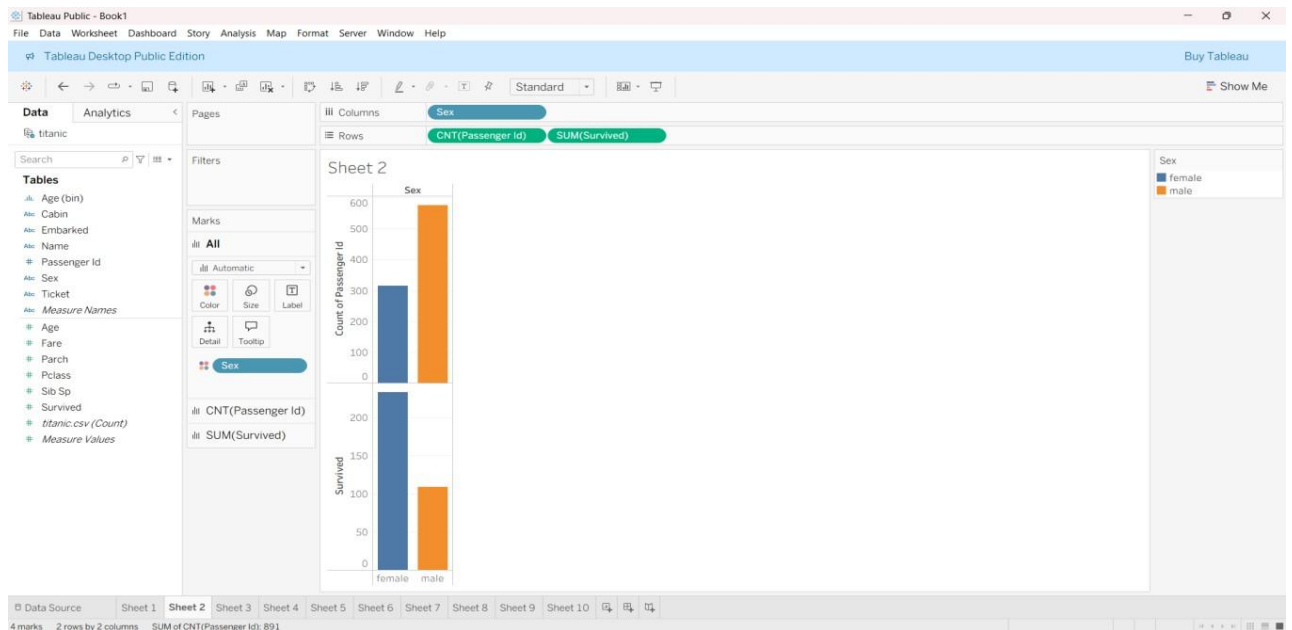 Tableau Public - Book1
File Data Worksheet Dashboard Story Analysis Map Format Server Window Help
Tableau Desktop Public Edition
Buy Tableau
Standard
Show Me
Data Analytics
titanic
Search
Tables
Age (bin)
Abc Cabin
Abc Embarked
Abc Name
# Passenger Id
Abc Sex
Abc Ticket
Abc Measure Names
# Age
# Fare
# Parch
# Pclass
# Sib Sp
# Survived
# titanic.csv (Count)
# Measure Values
Pages
Filters
Marks
All
Automatic
Color Size Label
Detail Tooltip
Sex
CNT(Passenger Id)
SUM(Survived)
Columns Sex
Rows CNT(Passenger Id) SUM(Survived)
Sheet 2
Sex
Count of Passenger Id
600
500
400
300
200
100
0
Survived
200
150
100
50
0
female male
Sex
female
male
Data Source Sheet 1 Sheet 2 Sheet 3 Sheet 4 Sheet 5 Sheet 6 Sheet 7 Sheet 8 Sheet 9 Sheet 10
4 marks 2 rows by 2 columns SUM of CNT(Passenger Id): 891